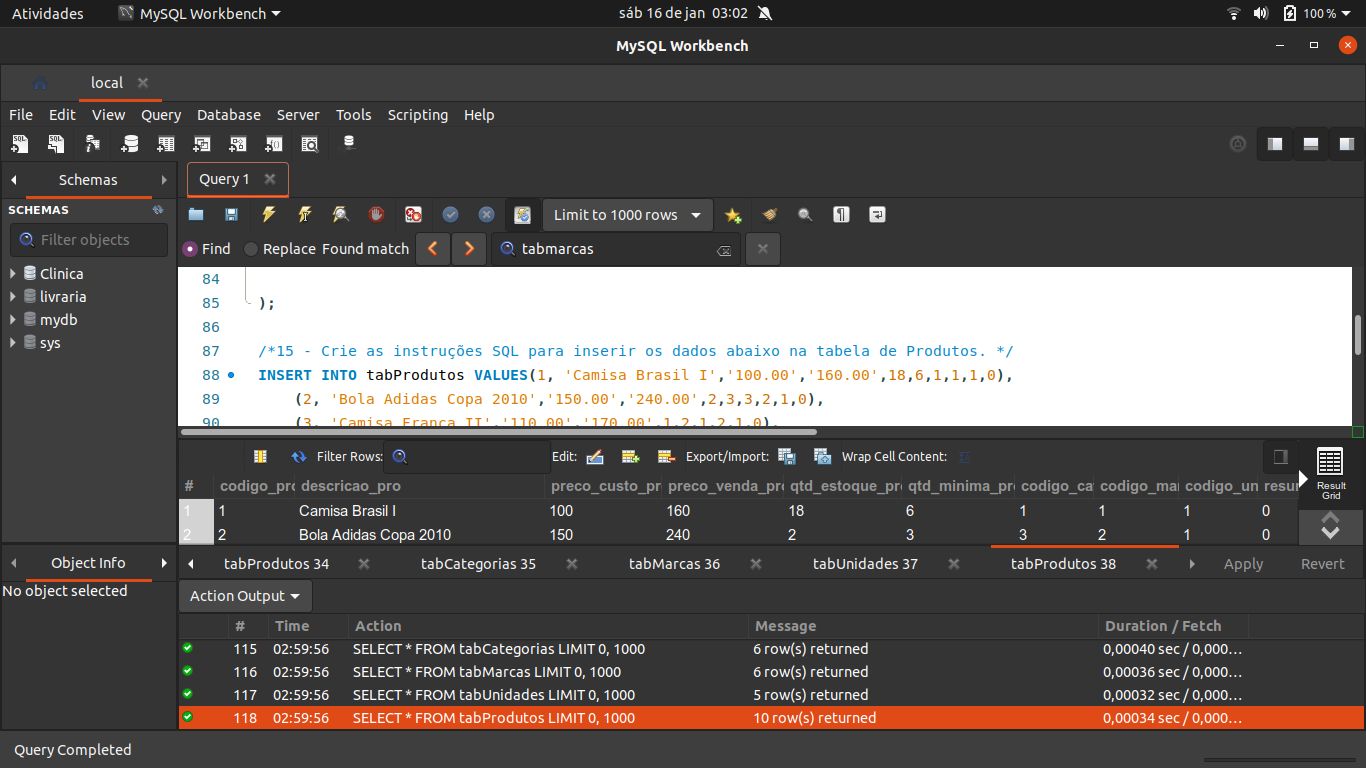 Atividades MySQL Workbench sáb 16 de jan 03:02 100 %
MySQL Workbench
local
File Edit View Query Database Server Tools Scripting Help
Schemas
SCHEMAS
Filter objects
Clinica
livraria
mydb
sys
Object Info
No object selected
Query 1
Limit to 1000 rows
Find Replace Found match tabmarcas
84
85 );
86
87 /*15 - Crie as instruções SQL para inserir os dados abaixo na tabela de Produtos. */
88 INSERT INTO tabProdutos VALUES(1, 'Camisa Brasil I','100.00','160.00',18,6,1,1,1,0),
89 (2, 'Bola Adidas Copa 2010','150.00','240.00',2,3,3,2,1,0),
90 (3, 'Camisa França II','110.00','170.00',1,2,1,2,1,0),
Filter Rows: Edit: Export/Import: Wrap Cell Content:
# codigo_pro descricao_pro preco_custo_pr preco_venda_pr qtd_estoque_pr qtd_minima_pr codigo_ca codigo_mar codigo_un resur
1 1 Camisa Brasil I 100 160 18 6 1 1 1 0
2 2 Bola Adidas Copa 2010 150 240 2 3 3 2 1 0
Result
Grid
tabProdutos 34 tabCategorias 35 tabMarcas 36 tabUnidades 37 tabProdutos 38 Apply Revert
Action Output
# Time Action Message Duration / Fetch
115 02:59:56 SELECT * FROM tabCategorias LIMIT 0, 1000 6 row(s) returned 0,00040 sec / 0,000…
116 02:59:56 SELECT * FROM tabMarcas LIMIT 0, 1000 6 row(s) returned 0,00036 sec / 0,000…
117 02:59:56 SELECT * FROM tabUnidades LIMIT 0, 1000 5 row(s) returned 0,00032 sec / 0,000…
118 02:59:56 SELECT * FROM tabProdutos LIMIT 0, 1000 10 row(s) returned 0,00034 sec / 0,000…
Query Completed